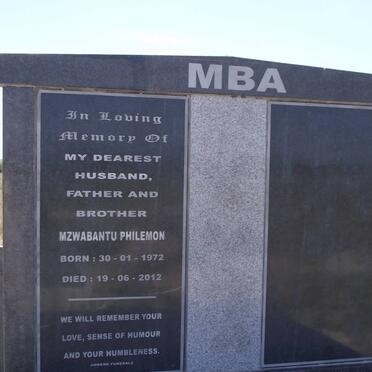 MBA
In Loving
Memory Of
MY DEAREST
HUSBAND,
FATHER AND
BROTHER
MZWABANTU PHILEMON
BORN : 30 - 01 - 1972
DIED : 19 - 06 - 2012
WE WILL REMEMBER YOUR
LOVE, SENSE OF HUMOUR
AND YOUR HUMBLENESS.
FUNERALS